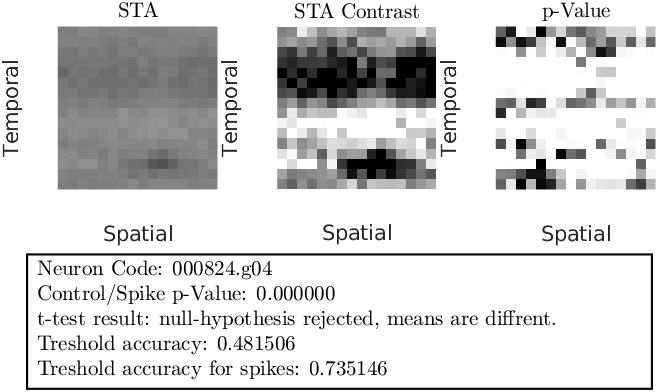 STA
STA Contrast
p-Value
Temporal
Temporal
Temporal
Spatial
Spatial
Spatial
Neuron Code: 000824.g04
Control/Spike p-Value: 0.000000
t-test result: null-hypothesis rejected, means are diffrent.
Treshold accuracy: 0.481506
Treshold accuracy for spikes: 0.735146